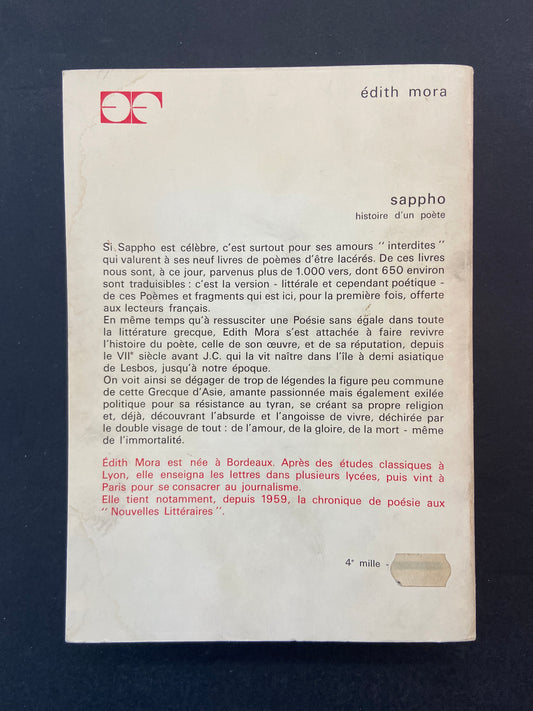 édith mora
sappho
histoire d'un poète
Si Sappho est célèbre, c'est surtout pour ses amours " interdites "
qui valurent à ses neuf livres de poèmes d'être lacérés. De ces livres
nous sont, à ce jour, parvenus plus de 1.000 vers, dont 650 environ
sont traduisibles : c'est la version - littérale et cependant poétique -
de ces Poèmes et fragments qui est ici, pour la première fois, offerte
aux lecteurs français.
En même temps qu'à ressusciter une Poésie sans égale dans toute
la littérature grecque, Edith Mora s'est attachée à faire revivre
l'histoire du poète, celle de son œuvre, et de sa réputation, depuis
le VIIe siècle avant J.C. qui la vit naître dans l'île à demi asiatique
de Lesbos, jusqu'à notre époque.
On voit ainsi se dégager de trop de légendes la figure peu commune
de cette Grecque d'Asie, amante passionnée mais également exilée
politique pour sa résistance au tyran, se créant sa propre religion
et, déjà, découvrant l'absurde et l'angoisse de vivre, déchirée par
le double visage de tout : de l'amour, de la gloire, de la mort - même
de l'immortalité.
Édith Mora est née à Bordeaux. Après des études classiques à
Lyon, elle enseigna les lettres dans plusieurs lycées, puis vint à
Paris pour se consacrer au journalisme.
Elle tient notamment, depuis 1959, la chronique de poésie aux
" Nouvelles Littéraires ".
4e mille -